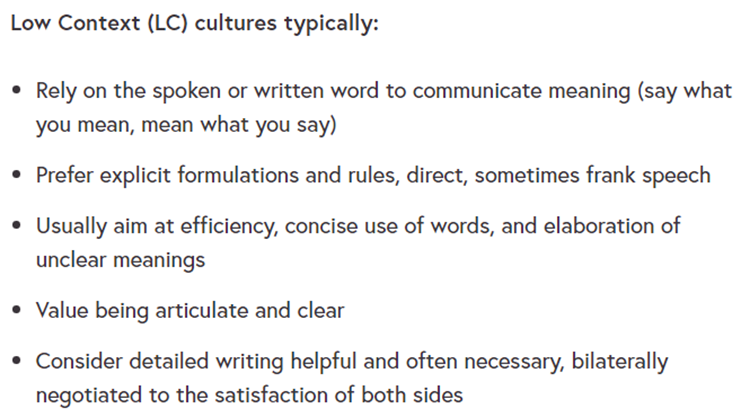 Low Context (LC) cultures typically:
• Rely on the spoken or written word to communicate meaning (say what
you mean, mean what you say)
• Prefer explicit formulations and rules, direct, sometimes frank speech
• Usually aim at efficiency, concise use of words, and elaboration of
unclear meanings
• Value being articulate and clear
• Consider detailed writing helpful and often necessary, bilaterally
negotiated to the satisfaction of both sides